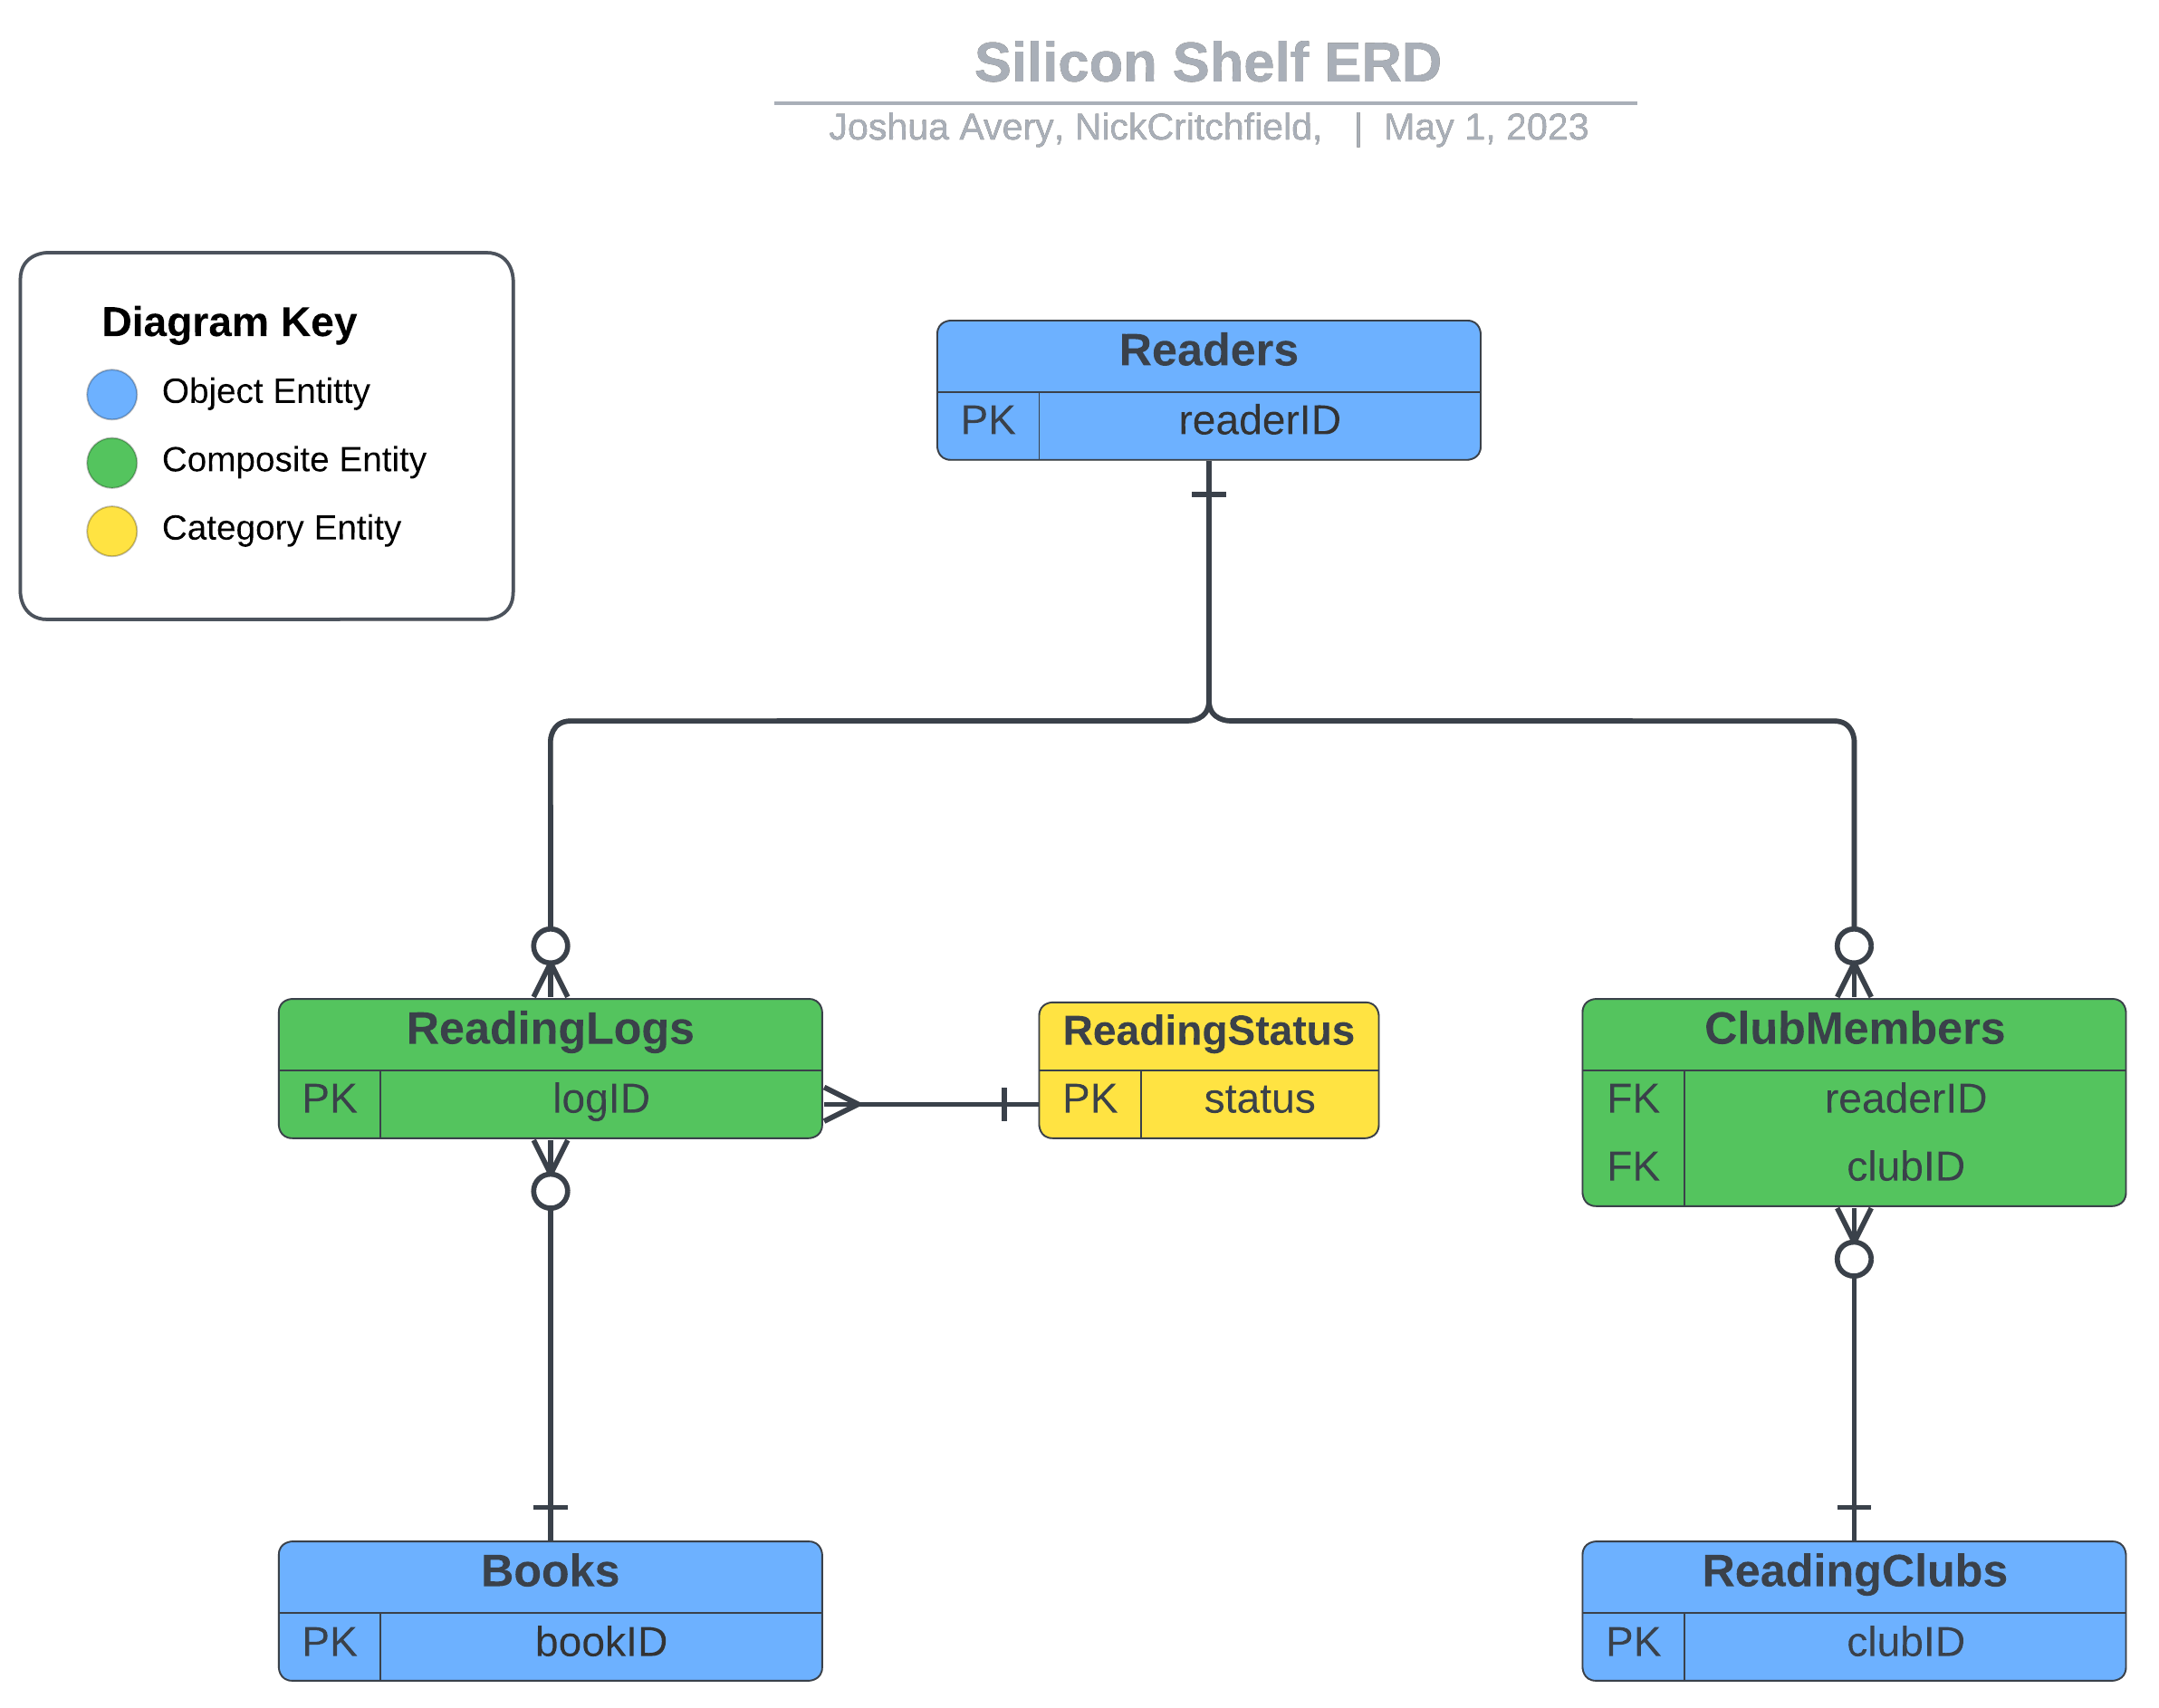 Silicon Shelf ERD
Joshua Avery, NickCritchfield, | May 1, 2023
Diagram Key
Object Entitty
Composite Entity
Category Entity
Readers
PK readerID
ReadingLogs
PK logID
ReadingStatus
PK status
ClubMembers
FK readerID
FK clubID
Books
PK bookID
ReadingClubs
PK clubID